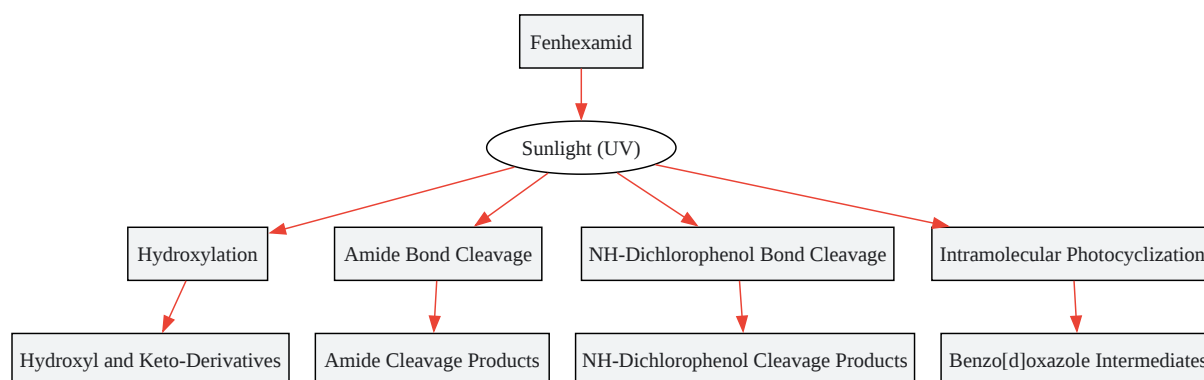 Fenhexamid
Sunlight (UV)
Hydroxylation
Amide Bond Cleavage
NH-Dichlorophenol Bond Cleavage
Intramolecular Photocyclization
Hydroxyl and Keto-Derivatives
Amide Cleavage Products
NH-Dichlorophenol Cleavage Products
Benzo[d]oxazole Intermediates